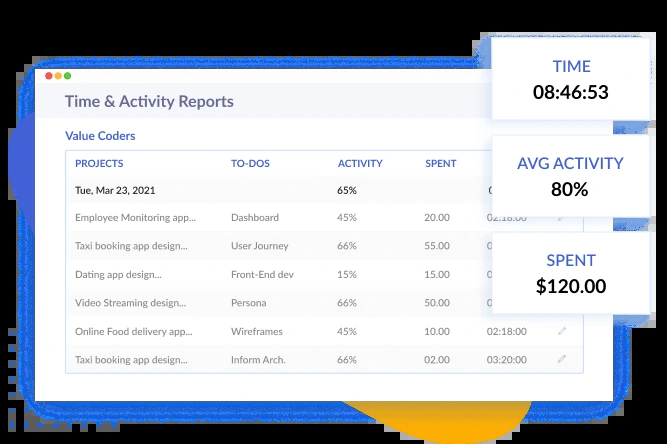 Time & Activity Reports
Value Coders
PROJECTS TO-DOS ACTIVITY SPENT
Tue, Mar 23, 2021 65%
Employee Monitoring app... Dashboard 45% 20.00 02:18:00
Taxi booking app design... User Journey 66% 55.00
Dating app design... Front-End dev 15% 15.00
Video Streaming design... Persona 66% 50.00
Online Food delivery app... Wireframes 45% 10.00 02:18:00
Taxi booking app design... Inform Arch. 66% 02.00 03:20:00
TIME
08:46:53
AVG ACTIVITY
80%
SPENT
$120.00